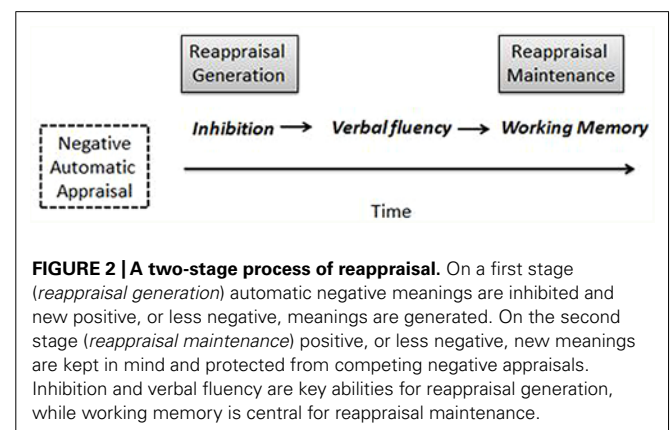 Reappraisal
Generation
Reappraisal
Maintenance
Inhibition
Verbal fluency
Working Memory
Negative
Automatic
Appraisal
Time
FIGURE 2 | A two-stage process of reappraisal. On a first stage
(reappraisal generation) automatic negative meanings are inhibited and
new positive, or less negative, meanings are generated. On the second
stage (reappraisal maintenance) positive, or less negative, new meanings
are kept in mind and protected from competing negative appraisals.
Inhibition and verbal fluency are key abilities for reappraisal generation,
while working memory is central for reappraisal maintenance.